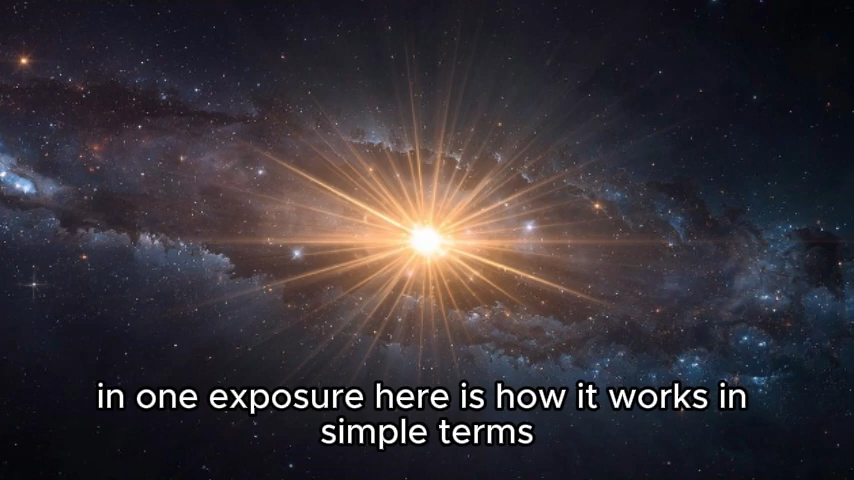 in one exposure here is how it works in
simple terms